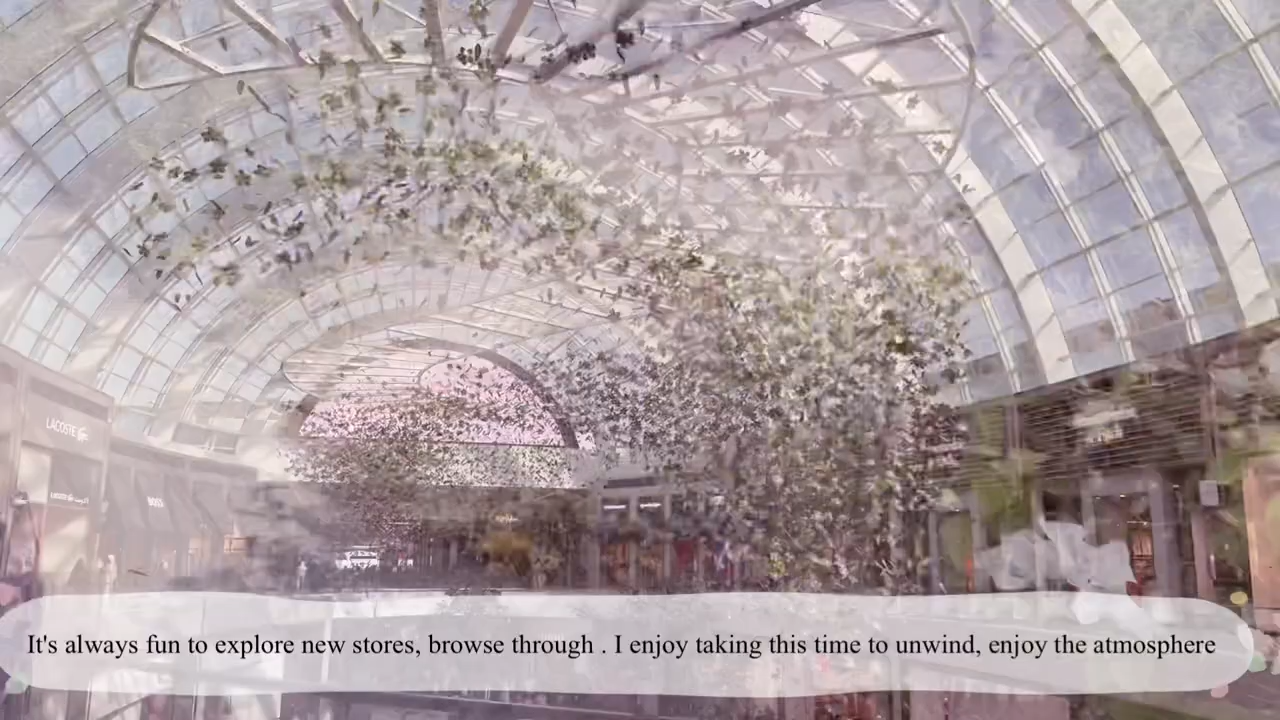 LACOSTE
BOSS
It's always fun to explore new stores, browse through . I enjoy taking this time to unwind, enjoy the atmosphere